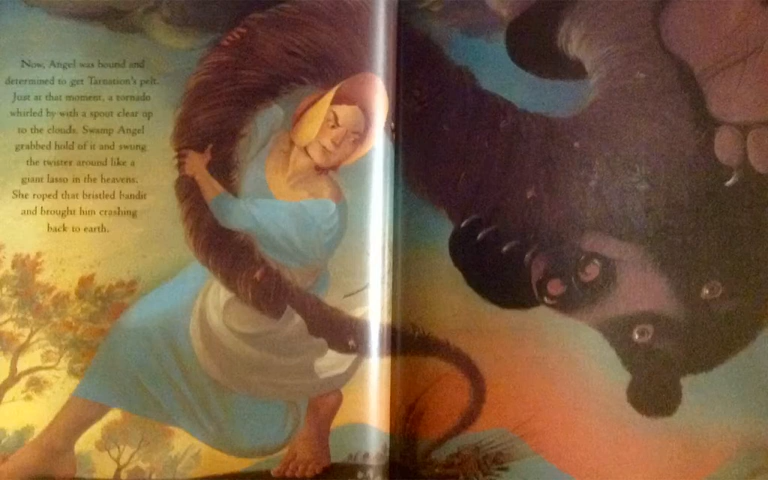 Now, Angel was bound and
determined to get Tarnation's pelt.
Just at that moment, a tornado
whirled by with a spout clear up
to the clouds. Swamp Angel
grabbed hold of it and swung
the twister around like a
giant lasso in the heavens.
She roped that bristled bandit
and brought him crashing
back to earth.